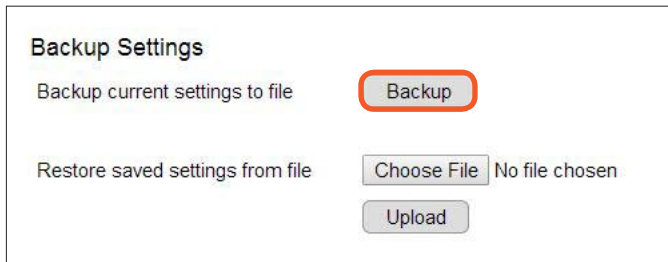 Backup Settings
Backup current settings to file Backup
Restore saved settings from file Choose File No file chosen
Upload